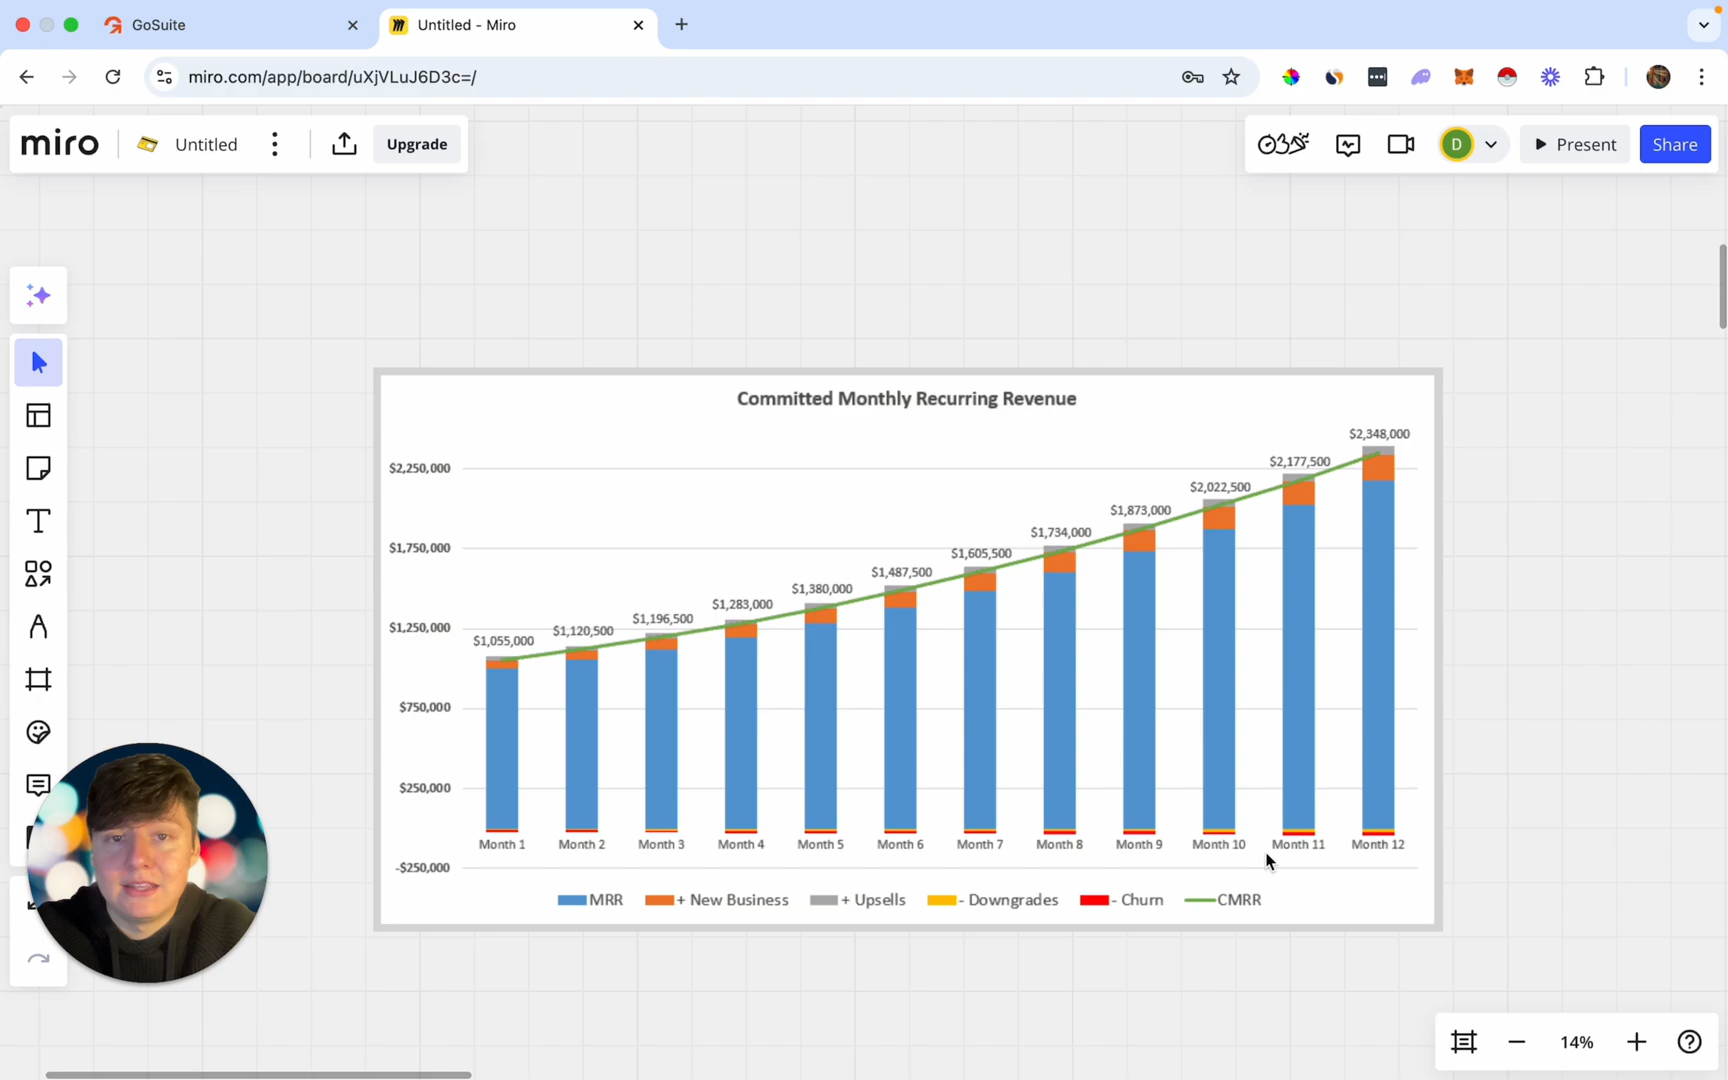 GoSuite
Untitled - Miro
miro.com/app/board/uXjVLuJ6D3c=/
miro
Untitled
Upgrade
D
Present
Share
Committed Monthly Recurring Revenue
$2,348,000
$2,250,000
$2,177,500
$2,022,500
$1,873,000
$1,750,000
$1,734,000
$1,605,500
$1,487,500
$1,380,000
$1,283,000
$1,250,000
$1,196,500
$1,120,500
$1,055,000
$750,000
$250,000
Month 1 Month 2 Month 3 Month 4 Month 5 Month 6 Month 7 Month 8 Month 9 Month 10 Month 11 Month 12
-$250,000
MRR + New Business + Upsells - Downgrades - Churn CMRR
14%